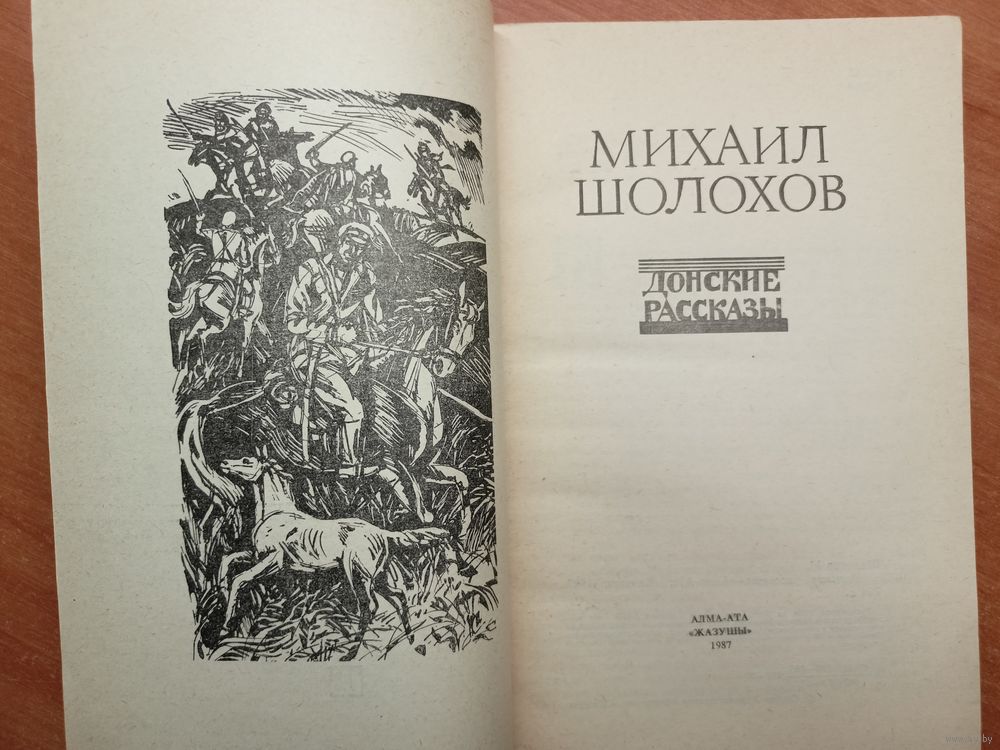 МИХАИЛ
ШОЛОХОВ
ДОНСКИЕ
РАССКАЗЫ
АЛМА-АТА
«ЖАЗУШЫ»
1987